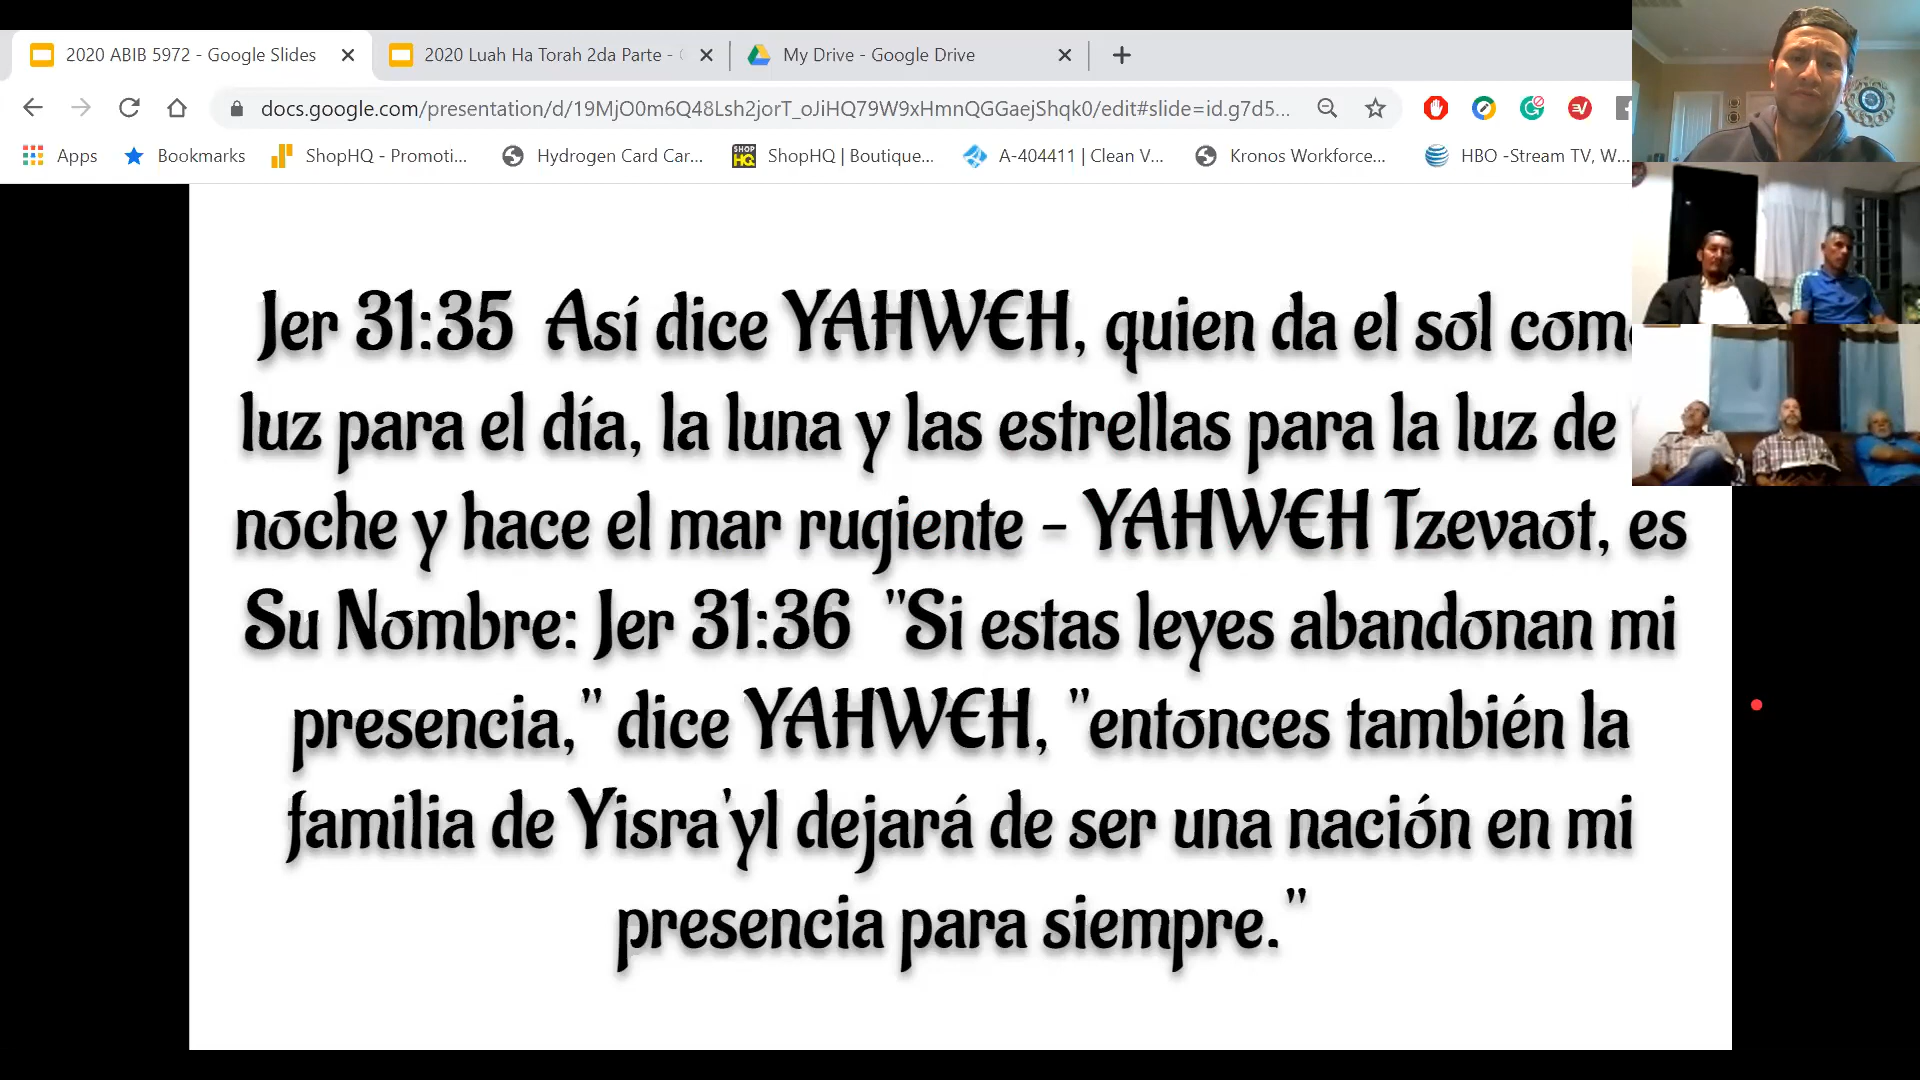 2020 ABIB 5972 - Google Slides
2020 Luah Ha Torah 2da Parte -
My Drive - Google Drive
docs.google.com/presentation/d/19MjO0m6Q48Lsh2jorT_oJiHQ79W9xHmnQGGaejShqk0/edit#slide=id.g7d5...
Apps
Bookmarks
ShopHQ - Promoti...
Hydrogen Card Car...
SHOP HQ
ShopHQ | Boutique...
A-404411 | Clean V...
Kronos Workforce...
HBO -Stream TV, W...
Jer 31:35 Así dice YAHWEH, quien da el sol com
luz para el día, la luna y las estrellas para la luz de
noche y hace el mar rugiente - YAHWEH Tzevaot, es
Su Nombre: Jer 31:36 "Si estas leyes abandonan mi
presencia," dice YAHWEH, "entonces también la
familia de Yisra'yl dejará de ser una nación en mi
presencia para siempre."